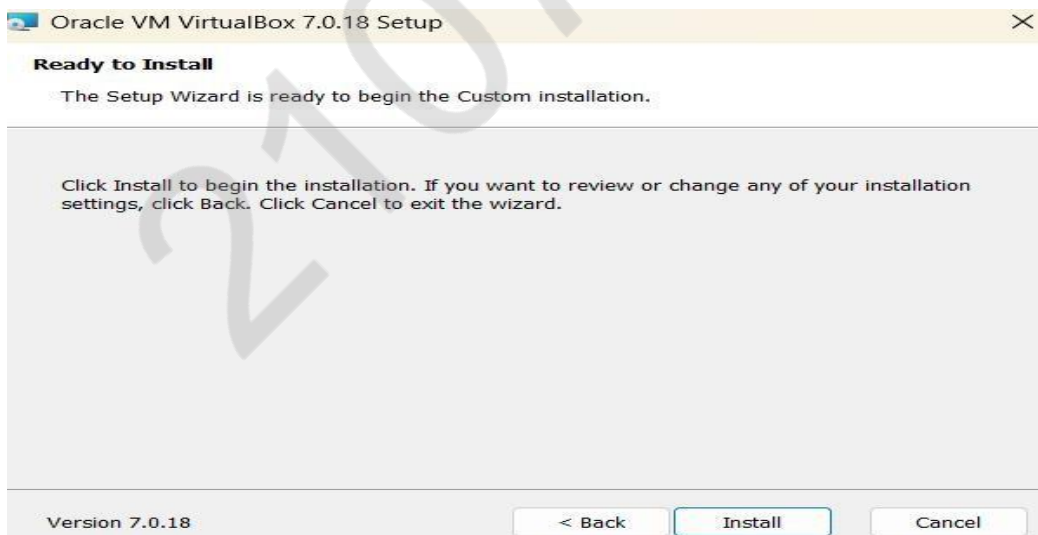 Oracle VM VirtualBox 7.0.18 Setup
Ready to Install
The Setup Wizard is ready to begin the Custom installation.
Click Install to begin the installation. If you want to review or change any of your installation
settings, click Back. Click Cancel to exit the wizard.
Version 7.0.18
< Back
Install
Cancel